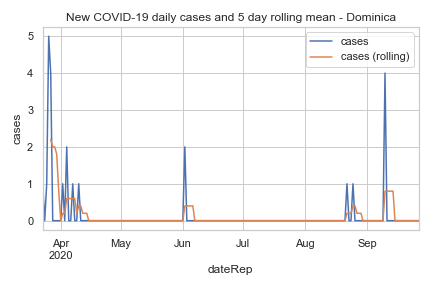 New COVID-19 daily cases and 5 day rolling mean - Dominica
cases
cases (rolling)
5
4
3
2
1
0
cases
Apr
2020
May
Jun
Jul
Aug
Sep
dateRep